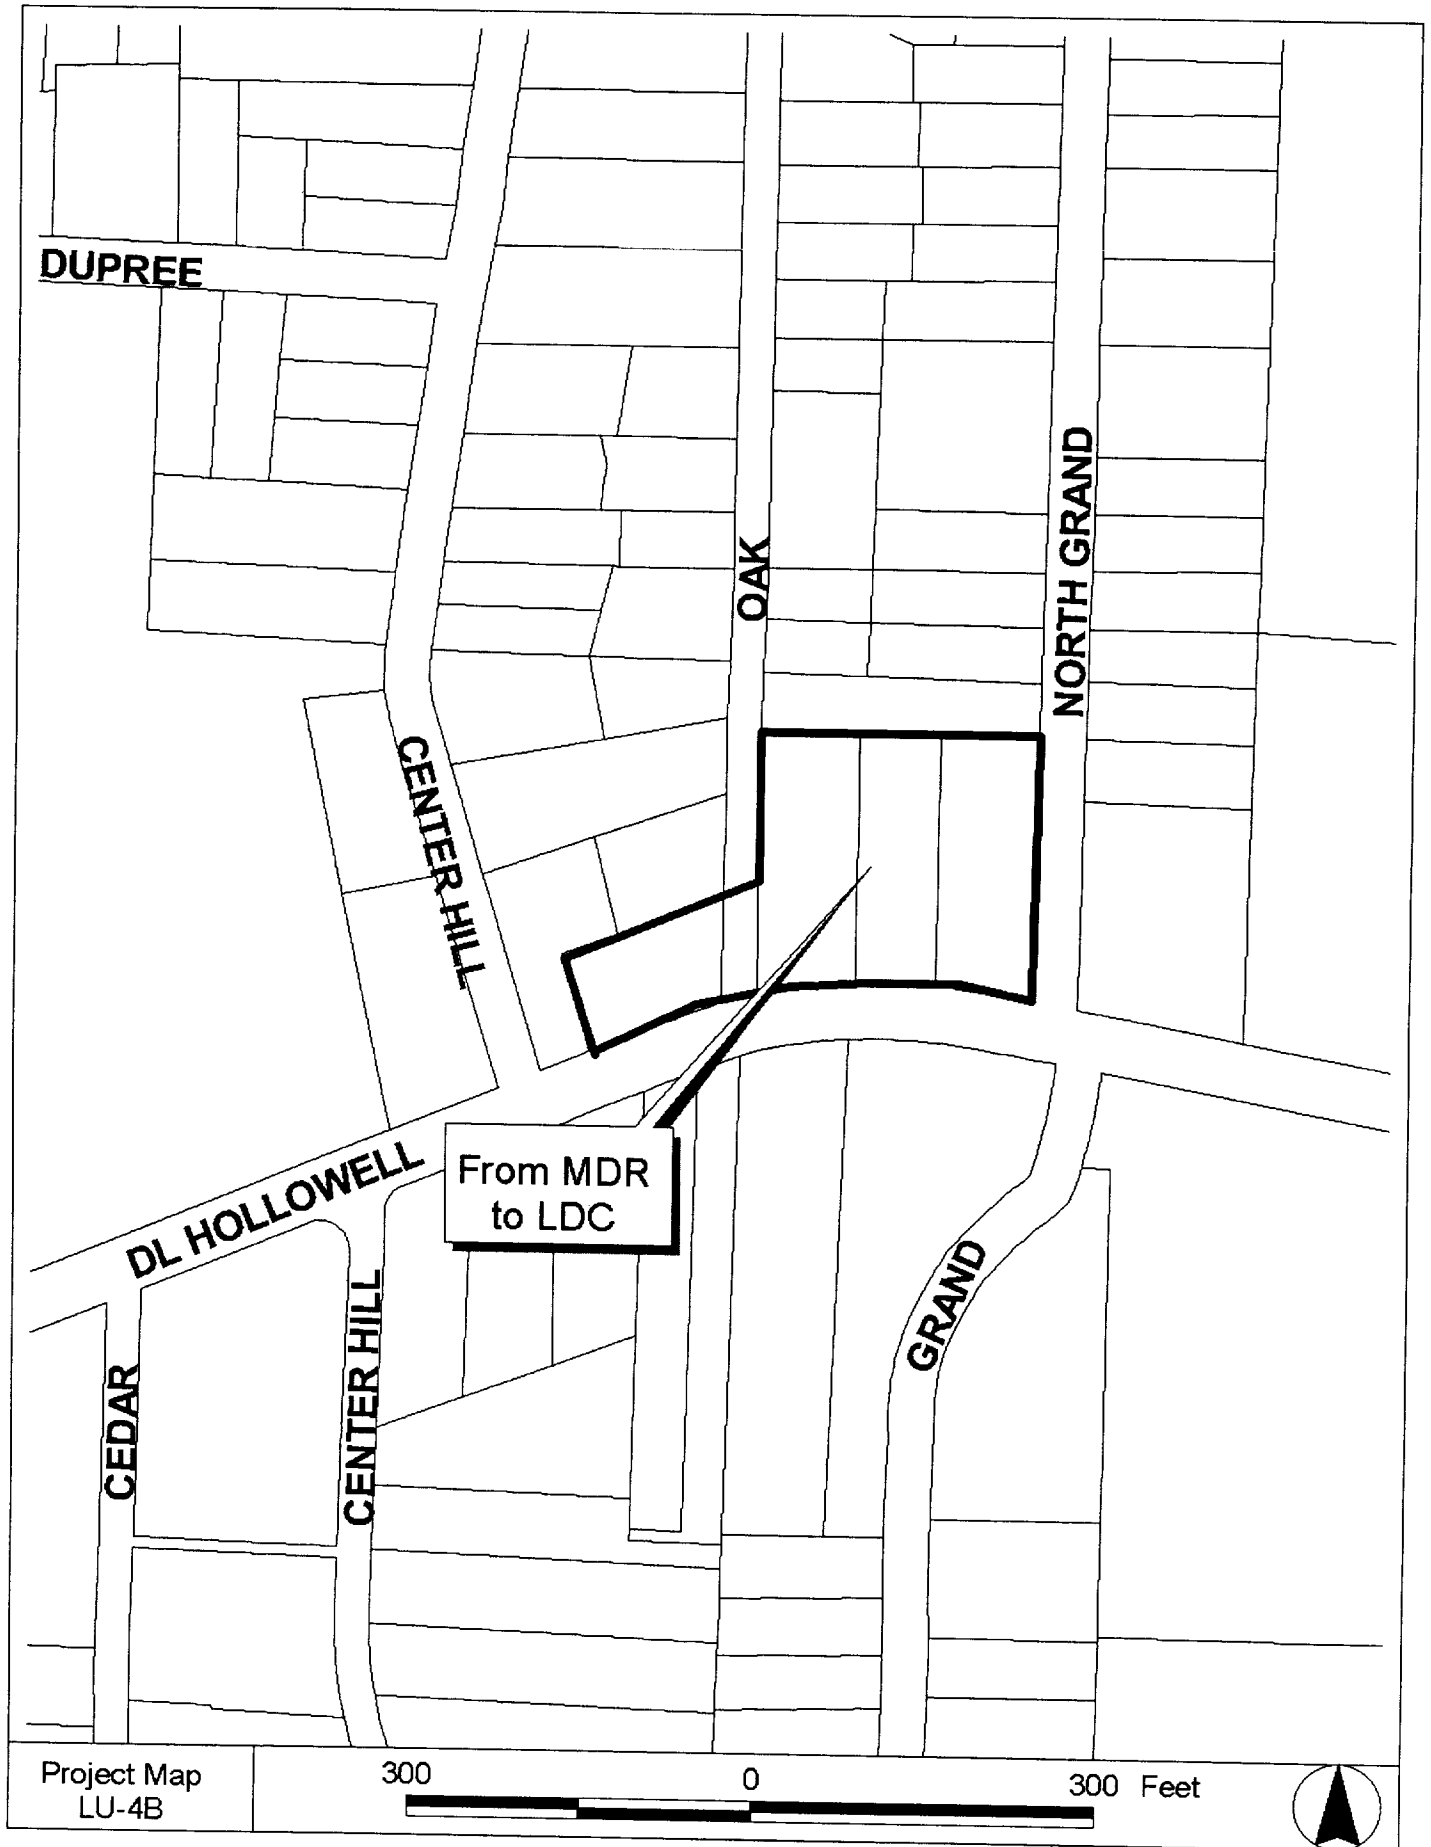 DUPREE
OAK
NORTH GRAND
CENTER HILL
From MDR
to LDC
DL HOLLOWELL
GRAND
CENTER HILL
CEDAR
Project Map
LU-4B
300
0
300 Feet